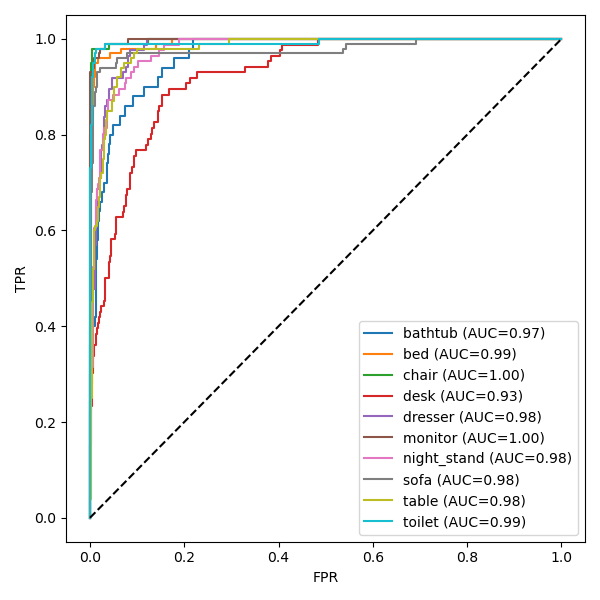 1.0
0.8
0.6
0.4
0.2
0.0
TPR
0.0 0.2 0.4 0.6 0.8 1.0
FPR
bathtub (AUC=0.97)
bed (AUC=0.99)
chair (AUC=1.00)
desk (AUC=0.93)
dresser (AUC=0.98)
monitor (AUC=1.00)
night_stand (AUC=0.98)
sofa (AUC=0.98)
table (AUC=0.98)
toilet (AUC=0.99)